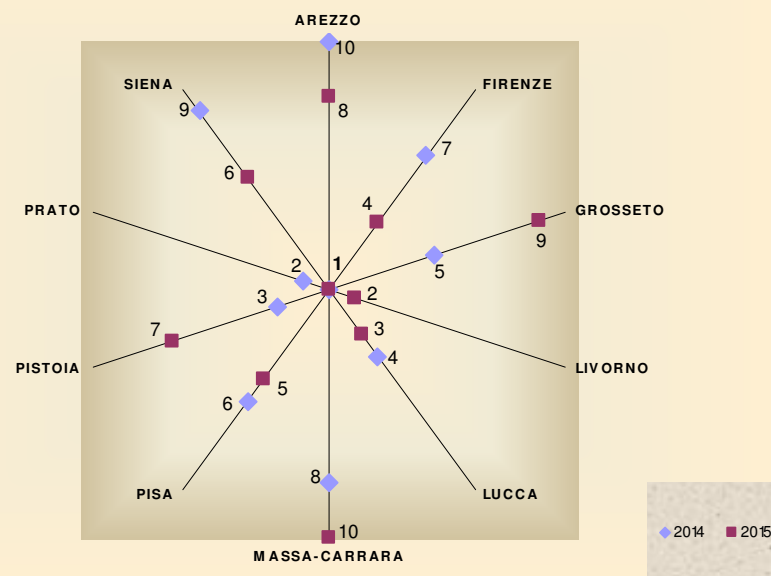 AREZZO
10
SIENA
FIRENZE
9
8
7
6
4
PRATO
GROSSETO
9
1
2
5
3
2
7
3
4
PISTOIA
LIVORNO
5
6
8
PISA
LUCCA
10
MASSA-CARRARA
2014 2015